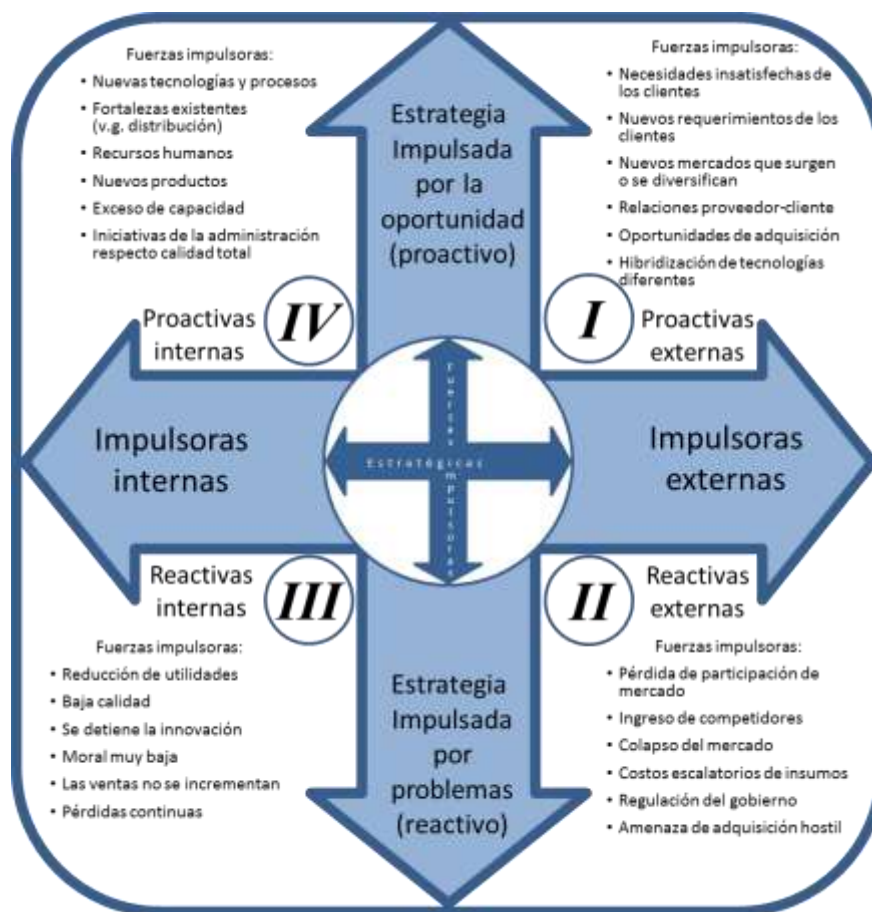 Fuerzas impulsoras:
• Nuevas tecnologías y procesos
• Fortalezas existentes
(v.g. distribución)
• Recursos humanos
• Nuevos productos
• Exceso de capacidad
• Iniciativas de la administración
respecto calidad total
Estrategia
Impulsada
por la
oportunidad
(proactivo)
Fuerzas impulsoras:
• Necesidades insatisfechas de
los clientes
• Nuevos requerimientos de los
clientes
• Nuevos mercados que surgen
o se diversifican
• Relaciones proveedor-cliente
• Oportunidades de adquisición
• Hibridización de tecnologías
diferentes
Proactivas
internas
IV
I
Proactivas
externas
Impulsoras
internas
Fuerzas
Estratégicas
Impulsoras
Impulsoras
externas
Reactivas
internas
III
II
Reactivas
externas
Fuerzas impulsoras:
• Reducción de utilidades
• Baja calidad
• Se detiene la innovación
• Moral muy baja
• Las ventas no se incrementan
• Pérdidas continuas
Estrategia
Impulsada
por
problemas
(reactivo)
Fuerzas impulsoras:
• Pérdida de participación de
mercado
• Ingreso de competidores
• Colapso del mercado
• Costos escalatorios de insumos
• Regulación del gobierno
• Amenaza de adquisición hostil